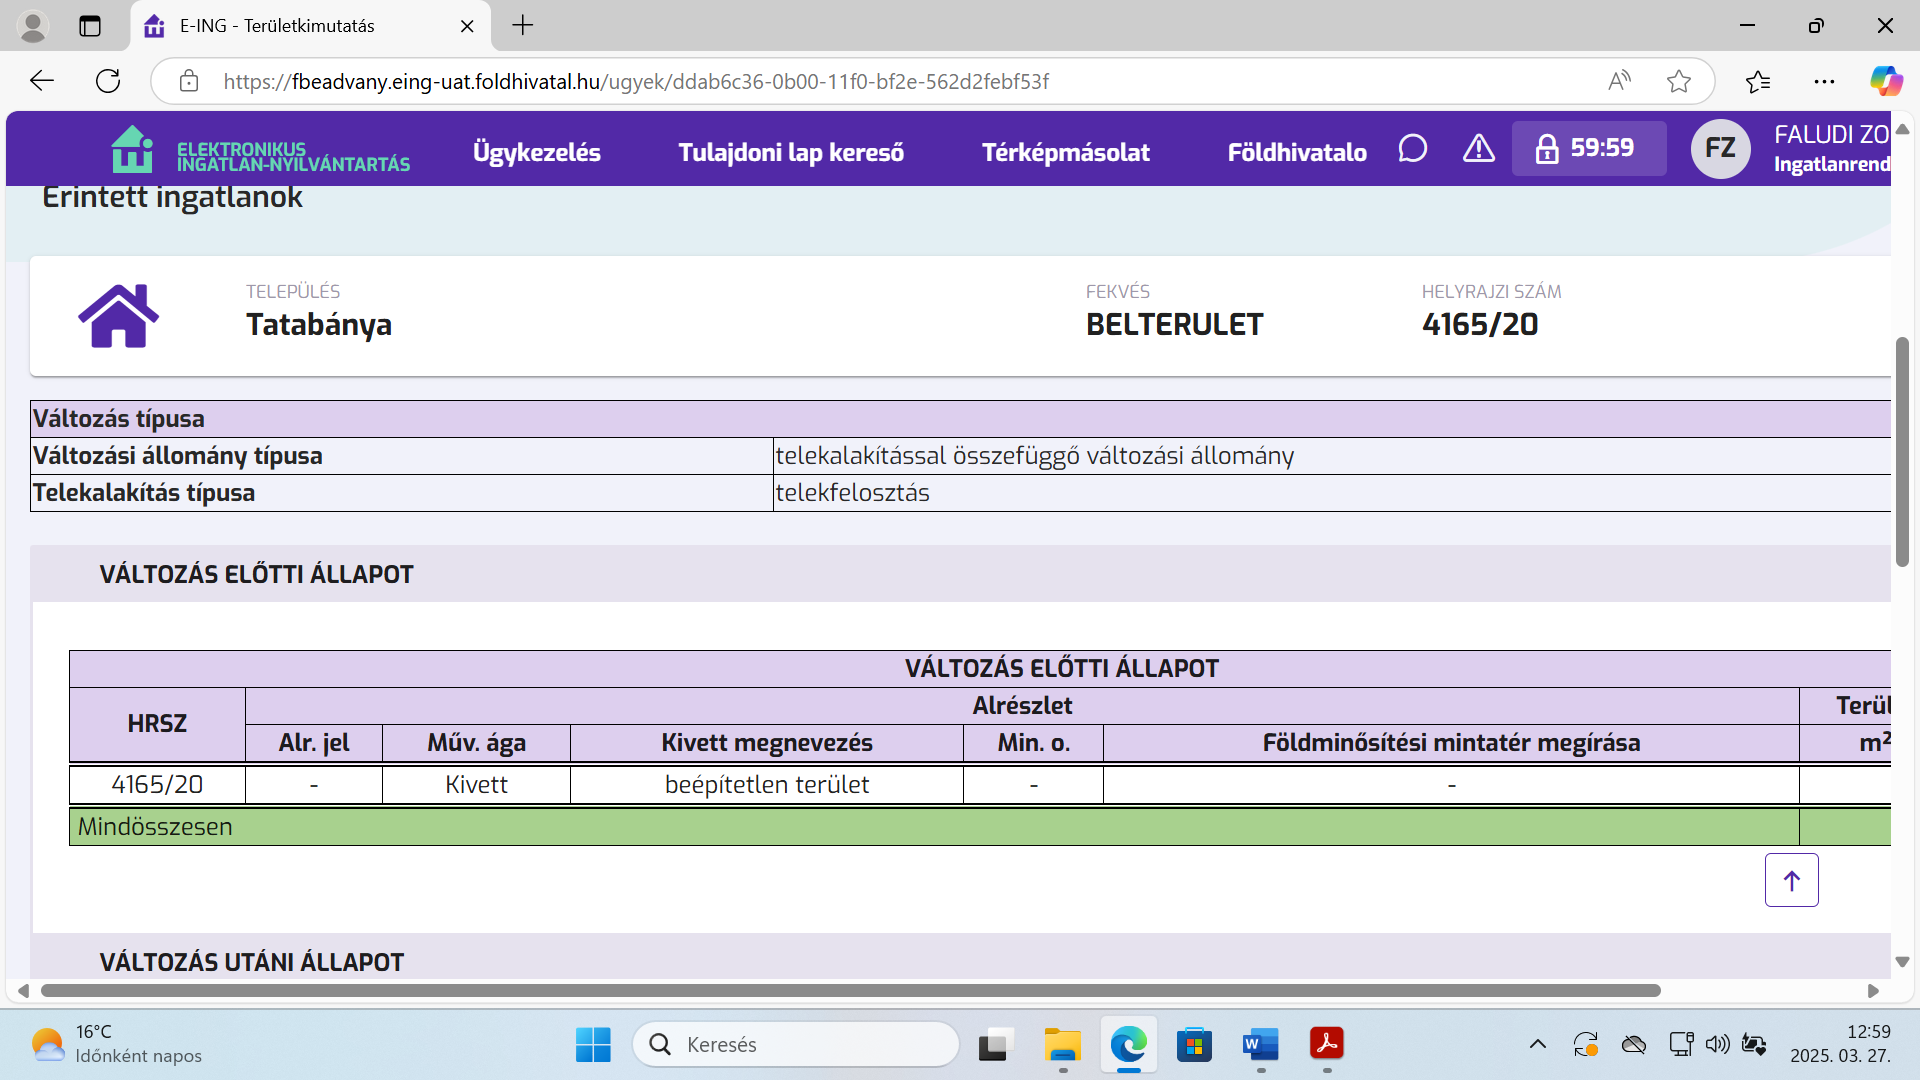 E-ING - Területkimutatás
https://fbeadvany.eing-uat.foldhivatal.hu/ugyek/ddab6c36-0b00-11f0-bf2e-562d2febf53f
ELEKTRONIKUS
INGATLAN-NYILVÁNTARTÁS
Ügykezelés
Tulajdoni lap kereső
Térképmásolat
Földhivatalo
59:59
FZ
FALUDI ZO
Ingatlanrend
Érintett ingatlanok
TELEPÜLÉS
Tatabánya
FEKVÉS
BELTERULET
HELYRAJZI SZÁM
4165/20
Változás típusa
Változási állomány típusa telekalakítással összefüggő változási állomány
Telekalakítás típusa telekfelosztás
VÁLTOZÁS ELŐTTI ÁLLAPOT
VÁLTOZÁS ELŐTTI ÁLLAPOT
HRSZ Alrészlet Terül
Alr. jel Műv. ága Kivett megnevezés Min. o. Földminősítési mintatér megírása m²
4165/20 - Kivett beépítetlen terület - -
Mindösszesen
VÁLTOZÁS UTÁNI ÁLLAPOT
16°C
Időnként napos
Keresés
12:59
2025. 03. 27.